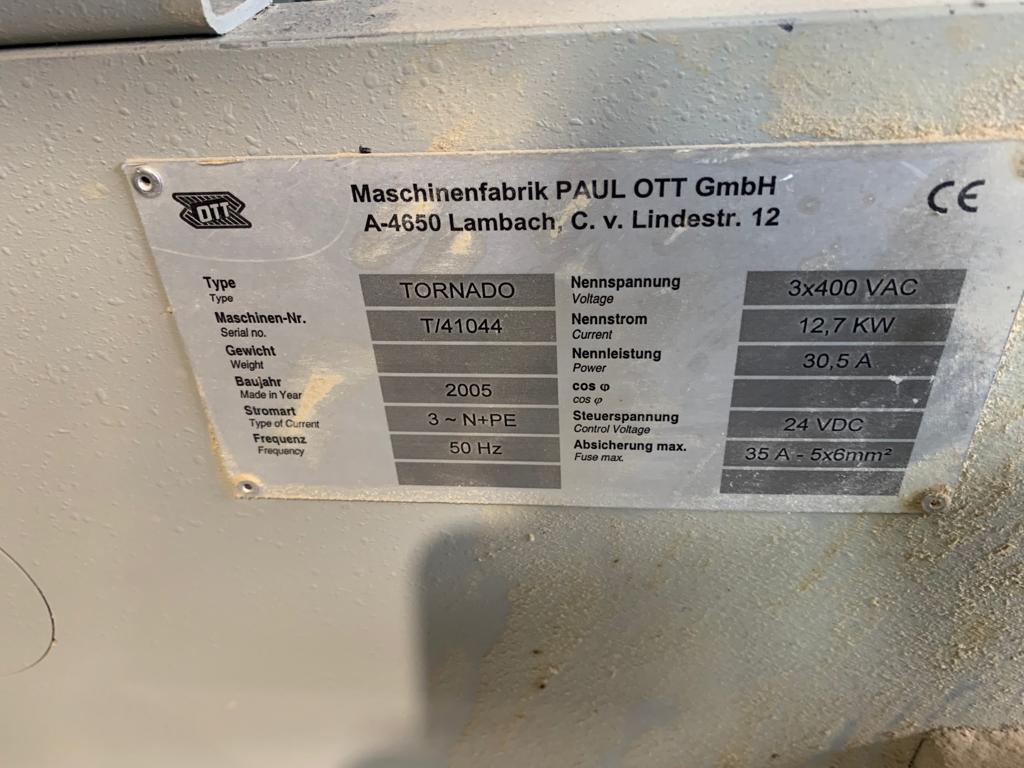 OTT
Maschinenfabrik PAUL OTT GmbH
A-4650 Lambach, C. v. Lindestr. 12
CE
Type
Type
TORNADO
Maschinen-Nr.
Serial no.
T/41044
Gewicht
Weight
Baujahr
Made in Year
2005
Stromart
Type of Current
3 ~ N+PE
Frequenz
Frequency
50 Hz
Nennspannung
Voltage
3x400 VAC
Nennstrom
Current
12,7 KW
Nennleistung
Power
30,5 A
cos φ
cos φ
Steuerspannung
Control Voltage
24 VDC
Absicherung max.
Fuse max.
35 A - 5x6mm²